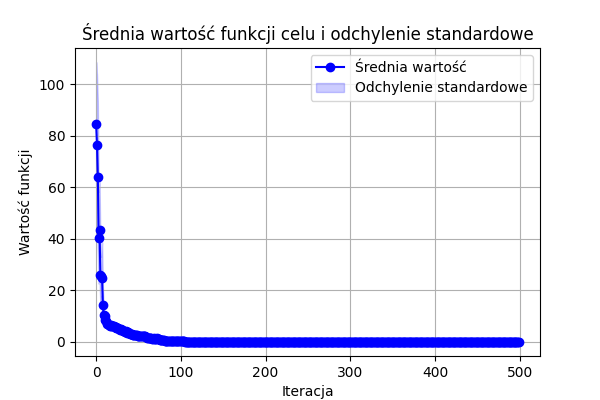 Średnia wartość funkcji celu i odchylenie standardowe
Średnia wartość
Odchylenie standardowe
Wartość funkcji
100
80
60
40
20
0
0 100 200 300 400 500
Iteracja